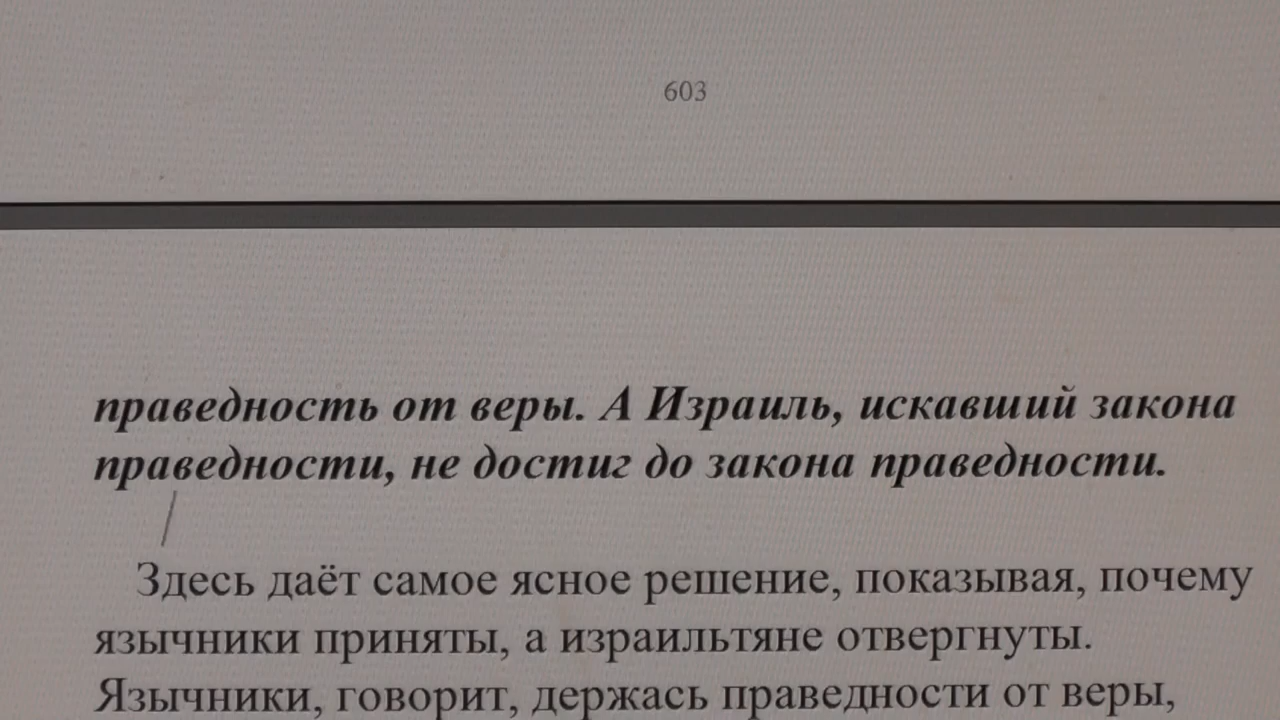 603
праведность от веры. А Израиль, искавший закона
праведности, не достиг до закона праведности.
Здесь даёт самое ясное решение, показывая, почему
язычники приняты, а израильтяне отвергнуты.
Язычники, говорит, держась праведности от веры,